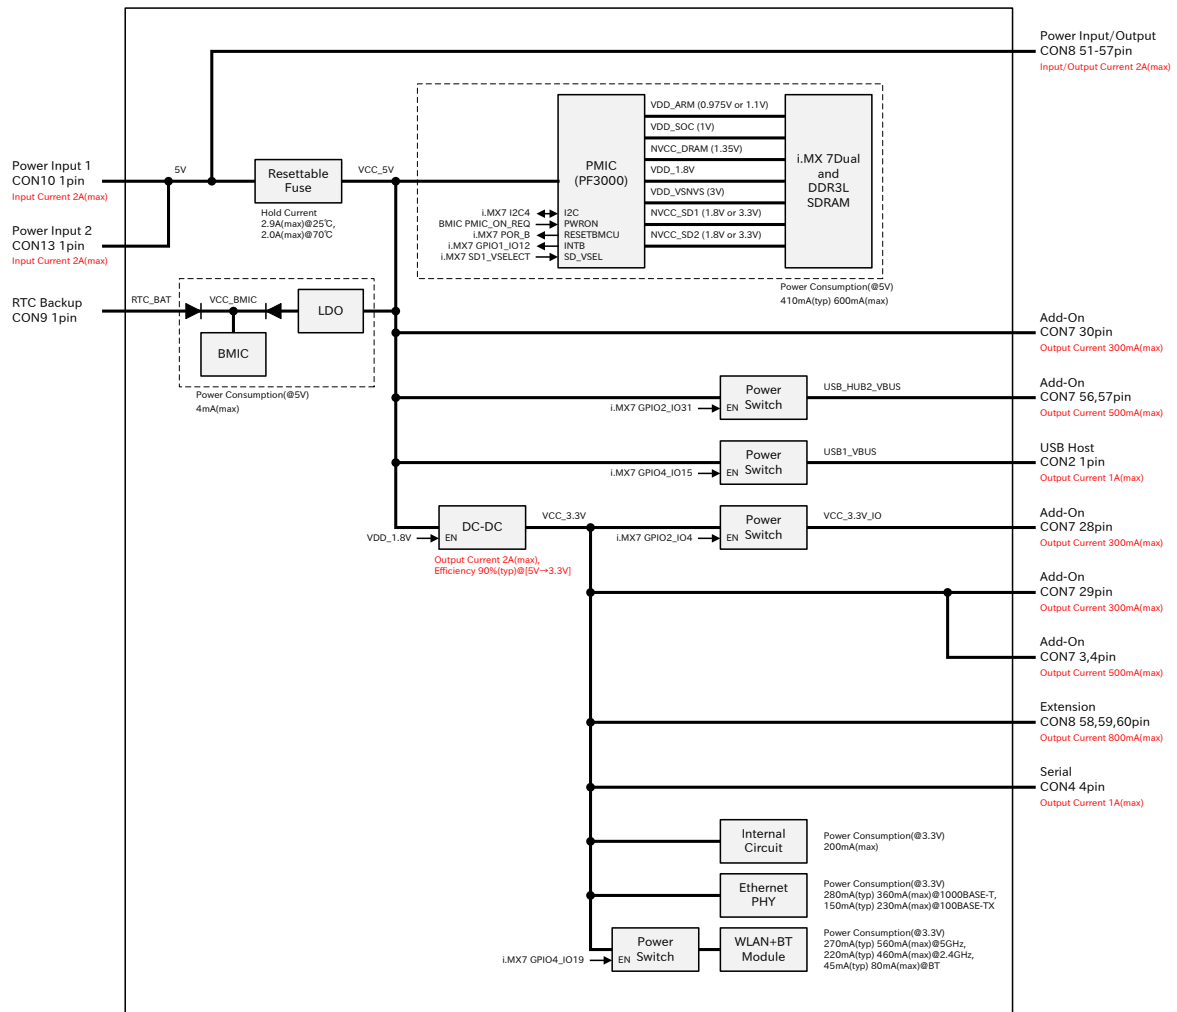 Power Input/Output
CON8 51-57pin
Input/Output Current 2A(max)
Power Input 1
CON10 1pin
Input Current 2A(max)
Power Input 2
CON13 1pin
Input Current 2A(max)
5V
Resettable
Fuse
Hold Current
2.9A(max)@25℃,
2.0A(max)@70℃
VCC_5V
PMIC
(PF3000)
I2C
PWRON
RESETBMCU
INTB
SD_VSEL
i.MX7 I2C4
BMIC PMIC_ON_REQ
i.MX7 POR_B
i.MX7 GPIO1_IO12
i.MX7 SD1_VSELECT
VDD_ARM (0.975V or 1.1V)
VDD_SOC (1V)
NVCC_DRAM (1.35V)
VDD_1.8V
VDD_VSNVS (3V)
NVCC_SD1 (1.8V or 3.3V)
NVCC_SD2 (1.8V or 3.3V)
i.MX 7Dual
and
DDR3L
SDRAM
Power Consumption(@5V)
410mA(typ) 600mA(max)
RTC Backup
CON9 1pin
RTC_BAT
VCC_BMIC
LDO
BMIC
Power Consumption(@5V)
4mA(max)
Add-On
CON7 30pin
Output Current 300mA(max)
i.MX7 GPIO2_IO31
EN
Power
Switch
USB_HUB2_VBUS
Add-On
CON7 56,57pin
Output Current 500mA(max)
i.MX7 GPIO4_IO15
EN
Power
Switch
USB1_VBUS
USB Host
CON2 1pin
Output Current 1A(max)
VDD_1.8V
EN
DC-DC
Output Current 2A(max),
Efficiency 90%(typ)@[5V→3.3V]
VCC_3.3V
i.MX7 GPIO2_IO4
EN
Power
Switch
VCC_3.3V_IO
Add-On
CON7 28pin
Output Current 300mA(max)
Add-On
CON7 29pin
Output Current 300mA(max)
Add-On
CON7 3,4pin
Output Current 500mA(max)
Extension
CON8 58,59,60pin
Output Current 800mA(max)
Serial
CON4 4pin
Output Current 1A(max)
Internal
Circuit
Power Consumption(@3.3V)
200mA(max)
Ethernet
PHY
Power Consumption(@3.3V)
280mA(typ) 360mA(max)@1000BASE-T,
150mA(typ) 230mA(max)@100BASE-TX
i.MX7 GPIO4_IO19
EN
Power
Switch
WLAN+BT
Module
Power Consumption(@3.3V)
270mA(typ) 560mA(max)@5GHz,
220mA(typ) 460mA(max)@2.4GHz,
45mA(typ) 80mA(max)@BT